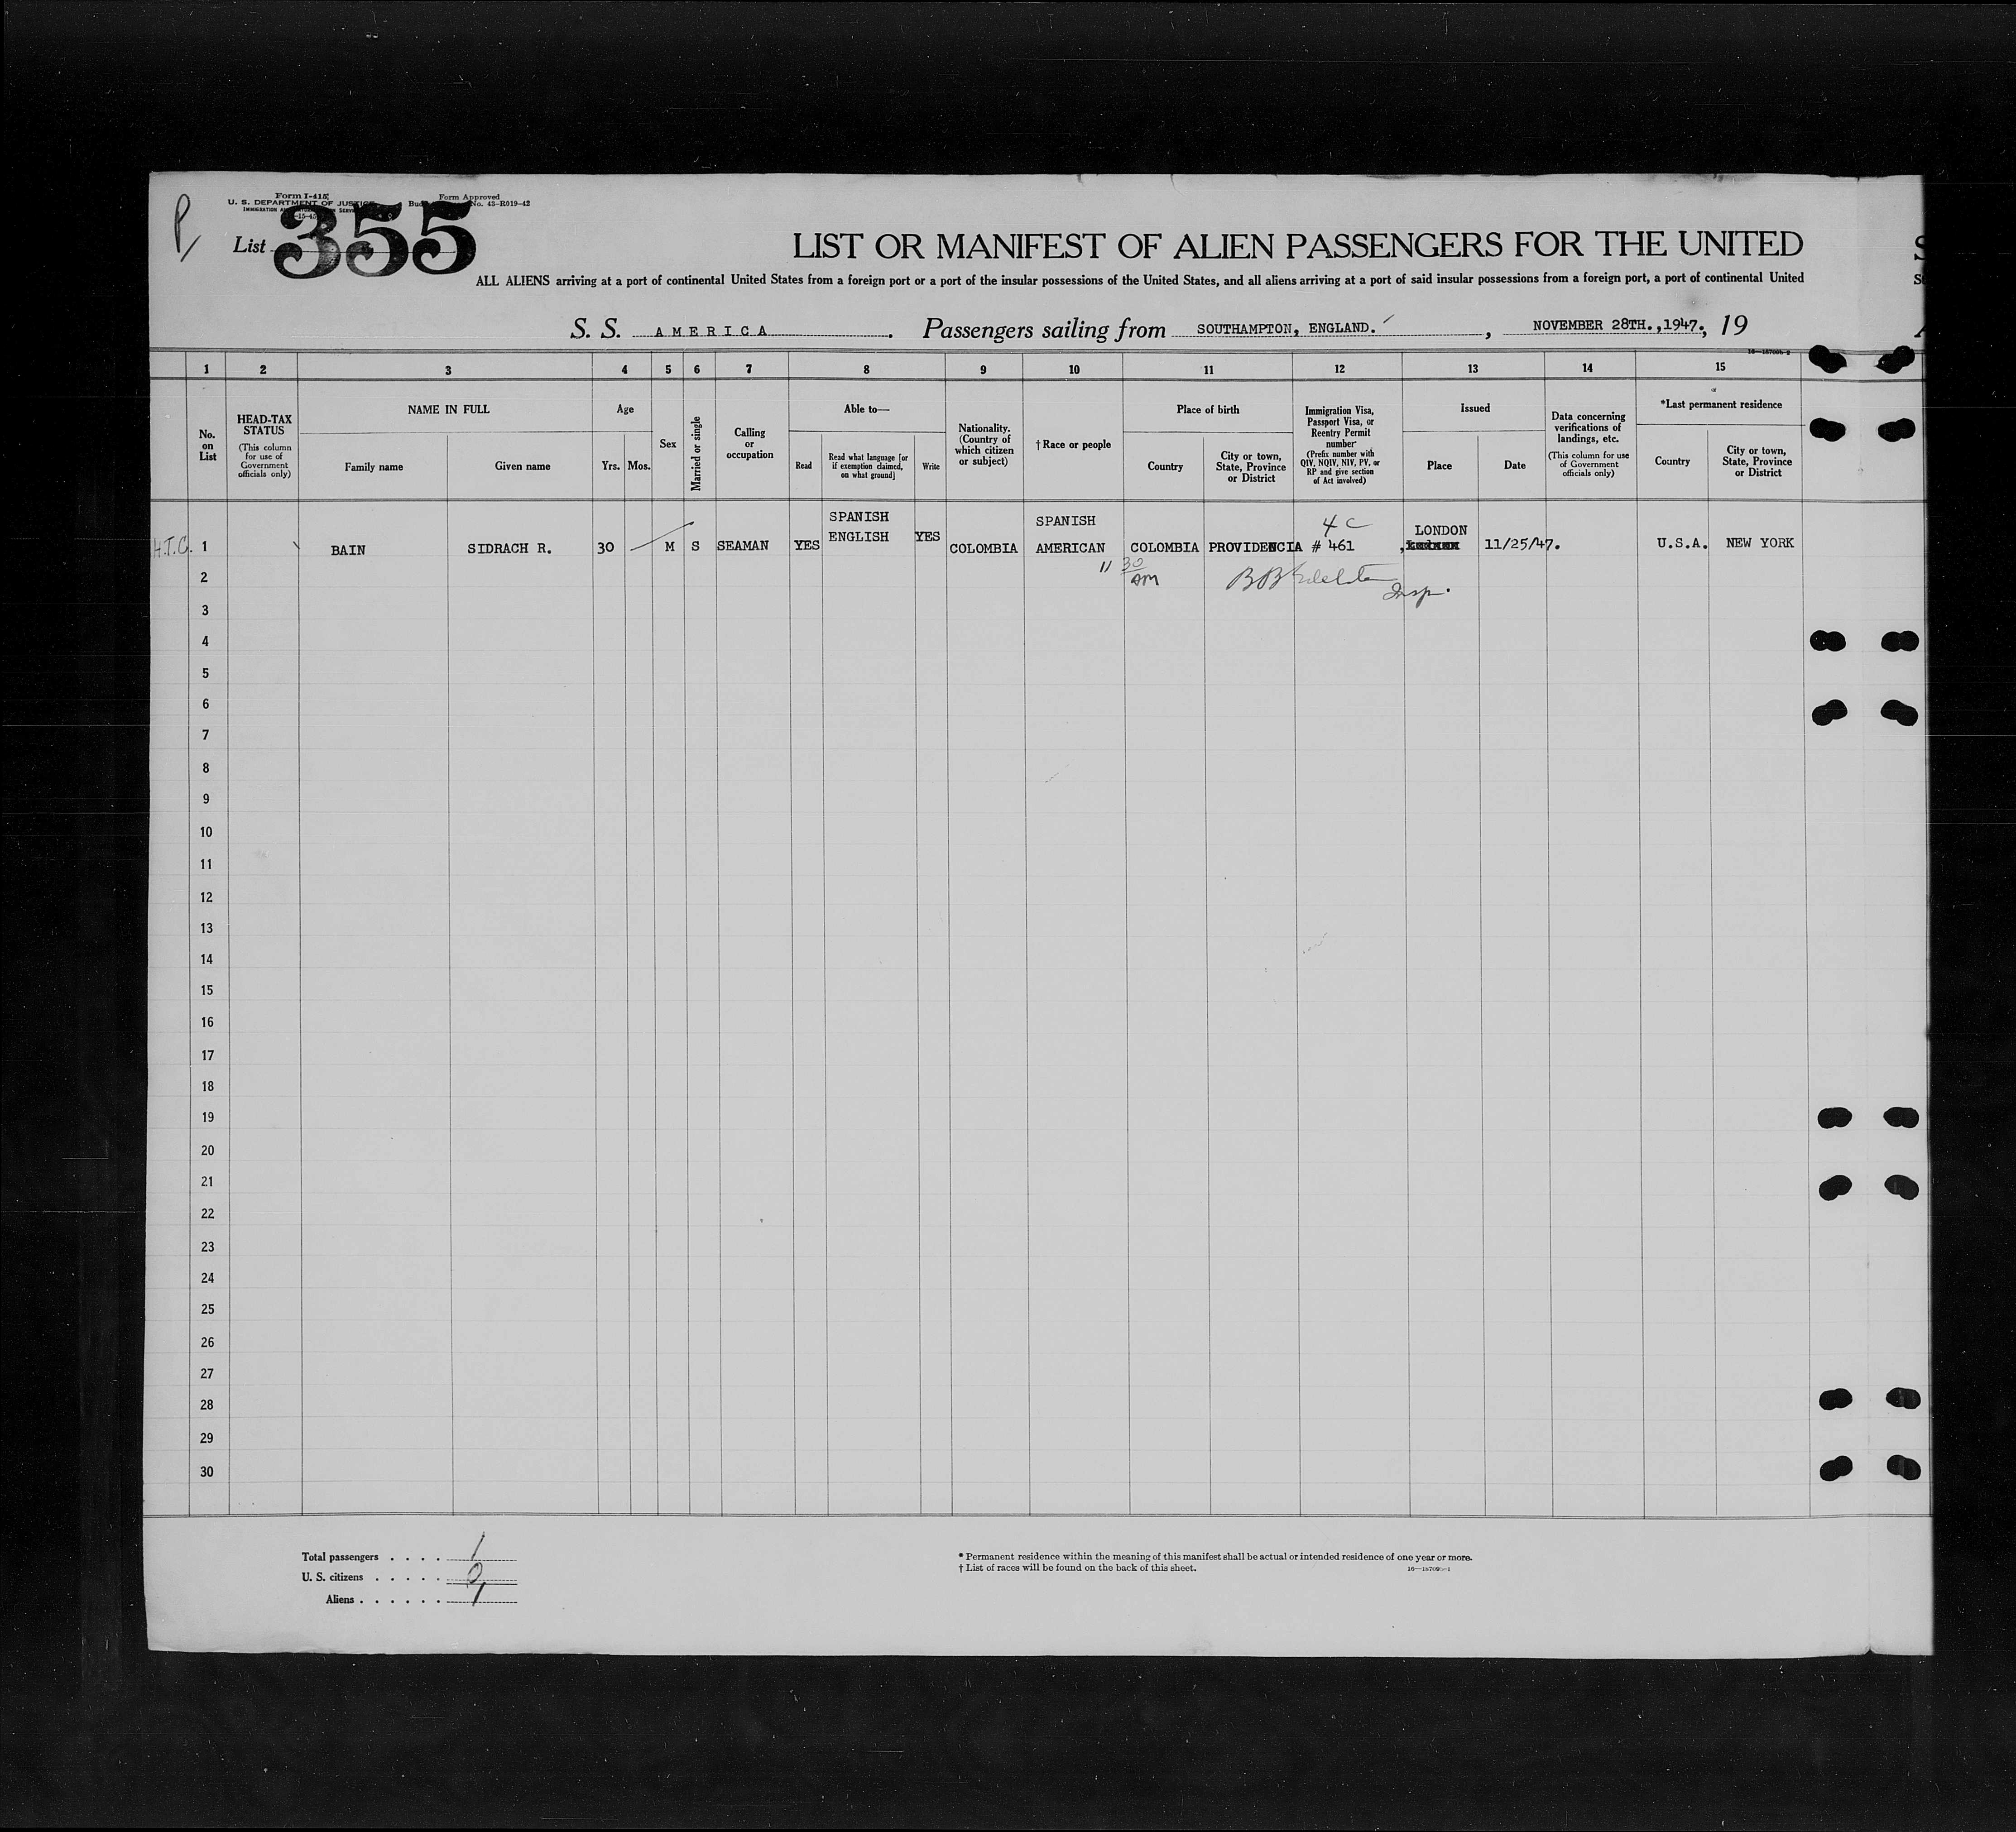 P
Form I-415
U. S. DEPARTMENT OF JUSTICE
Form Approved
No. 43-R019-42
List 355
LIST OR MANIFEST OF ALIEN PASSENGERS FOR THE UNITED
ALL ALIENS arriving at a port of continental United States from a foreign port or a port of the insular possessions of the United States, and all aliens arriving at a port of said insular possessions from a foreign port, a port of continental United
S. S. AMERICA. Passengers sailing from SOUTHAMPTON, ENGLAND. , NOVEMBER 28TH.,1947., 19
1 2 3 4 5 6 7 8 9 10 11 12 13 14 15
No. on List
HEAD-TAX STATUS
(This column for use of Government officials only)
NAME IN FULL
Family name
Given name
Age
Yrs. Mos.
Sex
Married or single
Calling or occupation
Able to—
Read
Read what language [or if exemption claimed, on what ground]
Write
Nationality. (Country of which citizen or subject)
† Race or people
Place of birth
Country
City or town, State, Province or District
Immigration Visa, Passport Visa, or Reentry Permit number
(Prefix number with QIV, NQIV, NIV, PV, or RP and give section of Act involved)
Issued
Place
Date
Data concerning verifications of landings, etc.
(This column for use of Government officials only)
*Last permanent residence
Country
City or town, State, Province or District
H.T.C. 1 BAIN SIDRACH R. 30 M S SEAMAN YES SPANISH ENGLISH YES COLOMBIA SPANISH AMERICAN COLOMBIA PROVIDENCIA 4 C # 461 LONDON 11/25/47. U.S.A. NEW YORK
2 11 30 AM Insp.
3
4
5
6
7
8
9
10
11
12
13
14
15
16
17
18
19
20
21
22
23
24
25
26
27
28
29
30
Total passengers . . . . 1
U. S. citizens . . . . . 0
Aliens . . . . . . 1
* Permanent residence within the meaning of this manifest shall be actual or intended residence of one year or more.
† List of races will be found on the back of this sheet.